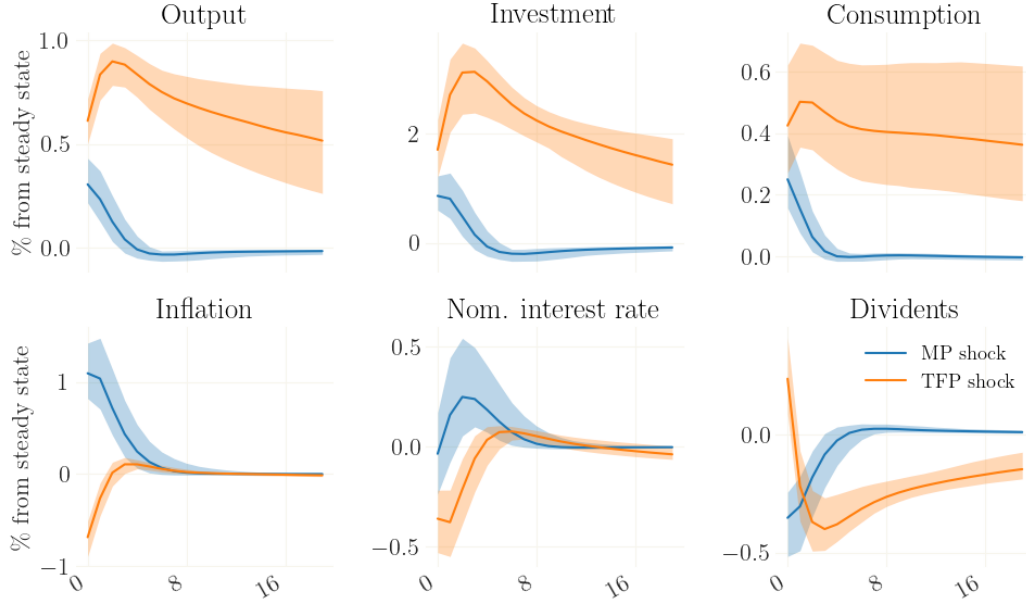 Output
Investment
Consumption
% from steady state
1.0
0.5
0.0
2
0
0.6
0.4
0.2
0.0
Inflation
Nom. interest rate
Dividents
% from steady state
1
0
−1
0.5
0.0
−0.5
0.0
−0.5
MP shock
TFP shock
0
8
16
0
8
16
0
8
16